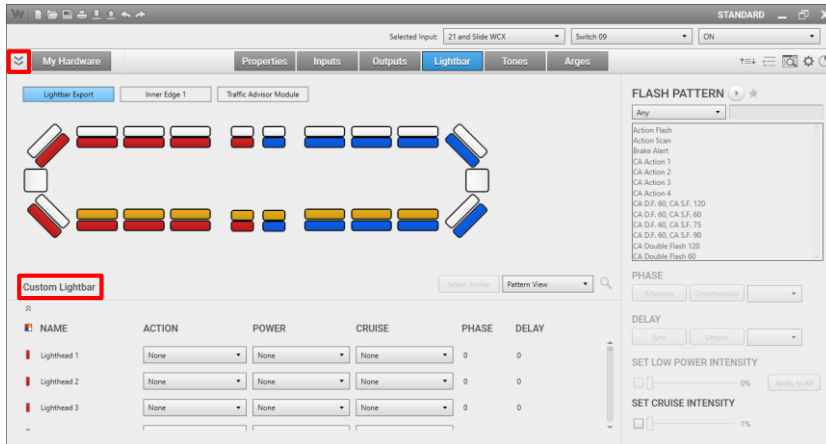 STANDARD
Selected Input: 21 and Slide WCX Switch 09 ON
My Hardware Properties Inputs Outputs Lightbar Tones Arges
Lightbar Export Inner Edge 1 Traffic Advisor Module
FLASH PATTERN
Any
Action Flash
Action Scan
Brake Alert
CA Action 1
CA Action 2
CA Action 3
CA Action 4
CA D.F. 60, CA S.F. 120
CA D.F. 60, CA S.F. 60
CA D.F. 60, CA S.F. 75
CA D.F. 60, CA S.F. 90
CA Double Flash 120
CA Double Flash 60
Custom Lightbar Select Similar Pattern View
NAME ACTION POWER CRUISE PHASE DELAY
Lighthead 1 None None None 0 0
Lighthead 2 None None None 0 0
Lighthead 3 None None None 0 0
PHASE
Alternate Simultaneous
DELAY
Sync Unsync
SET LOW POWER INTENSITY
0% Apply to All
SET CRUISE INTENSITY
1%